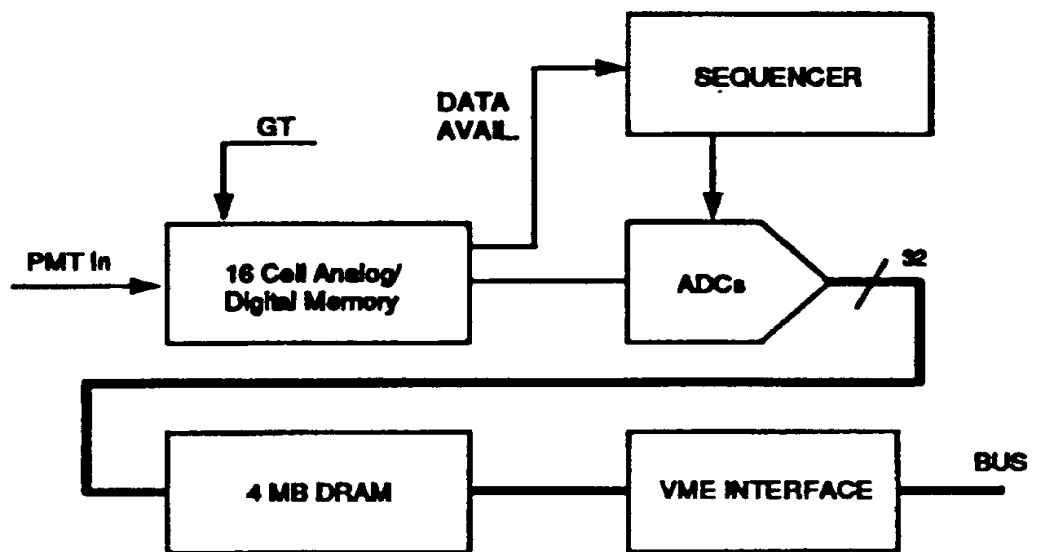 SEQUENCER
DATA
AVAIL.
GT
PMT In
16 Cell Analog/
Digital Memory
ADCs
32
4 MB DRAM
VME INTERFACE
BUS